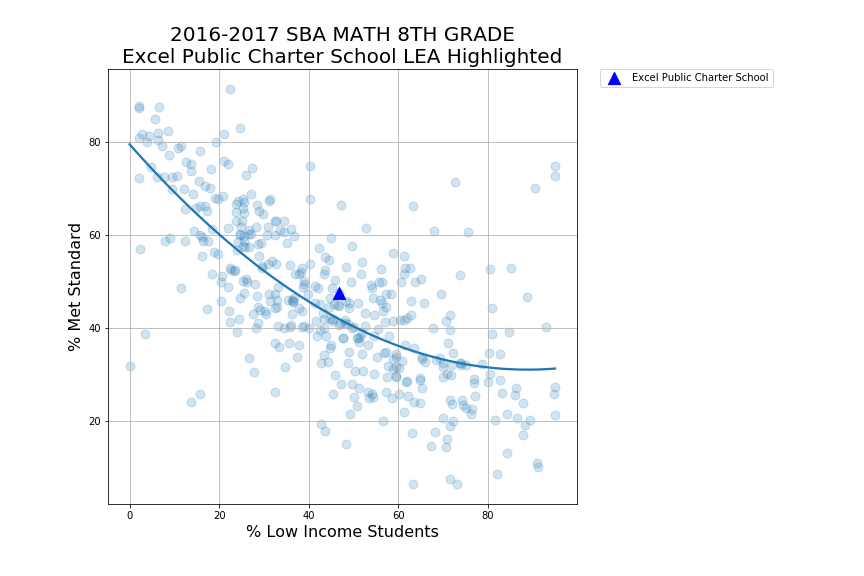 2016-2017 SBA MATH 8TH GRADE
Excel Public Charter School LEA Highlighted
Excel Public Charter School
% Met Standard
80
60
40
20
0 20 40 60 80
% Low Income Students